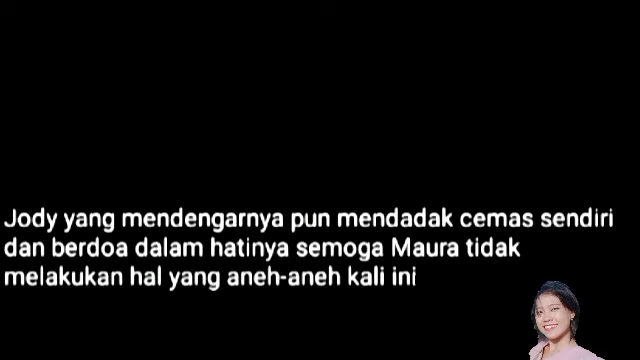 Jody yang mendengarnya pun mendadak cemas sendiri
dan berdoa dalam hatinya semoga Maura tidak
melakukan hal yang aneh-aneh kali ini